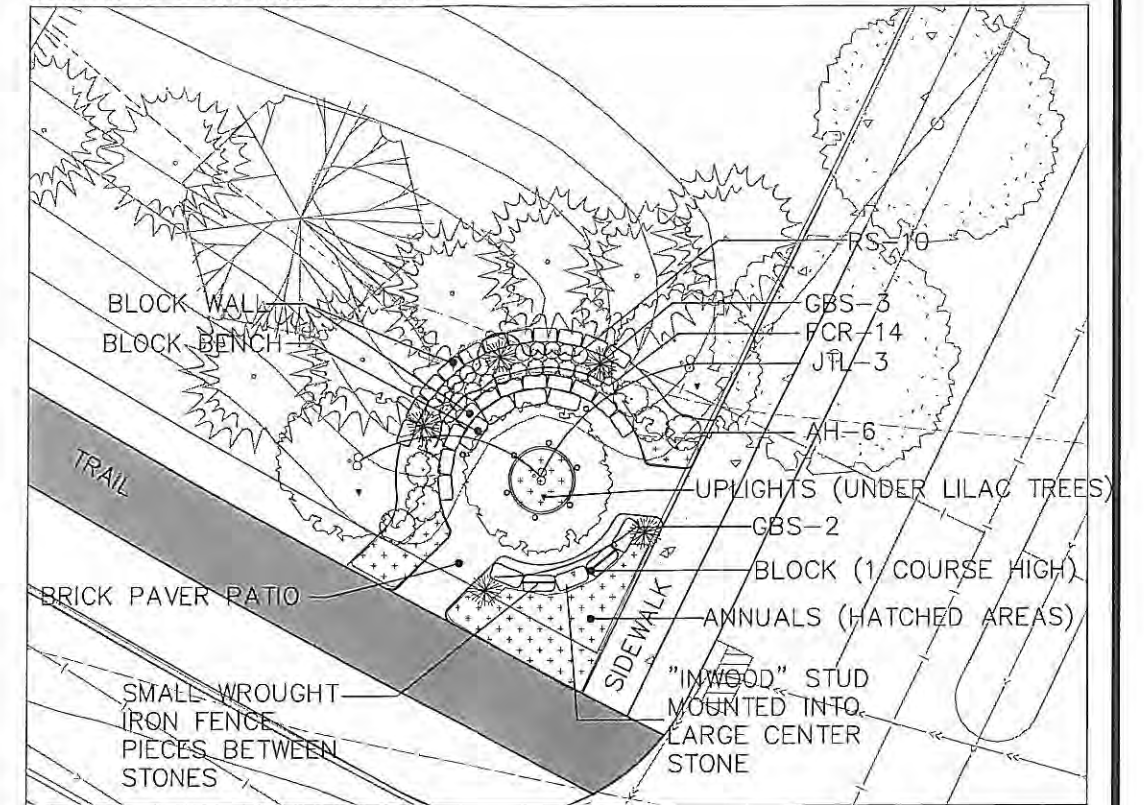 RS-10
BLOCK WALL
GBS-3
BLOCK BENCH
FCR-14
JTL-3
AH-6
TRAIL
UPLIGHTS (UNDER LILAC TREES)
GBS-2
BLOCK (1 COURSE HIGH)
BRICK PAVER PATIO
ANNUALS (HATCHED AREAS)
SIDEWALK
SMALL WROUGHT
IRON FENCE
PIECES BETWEEN
STONES
"INWOOD" STUD
MOUNTED INTO
LARGE CENTER
STONE